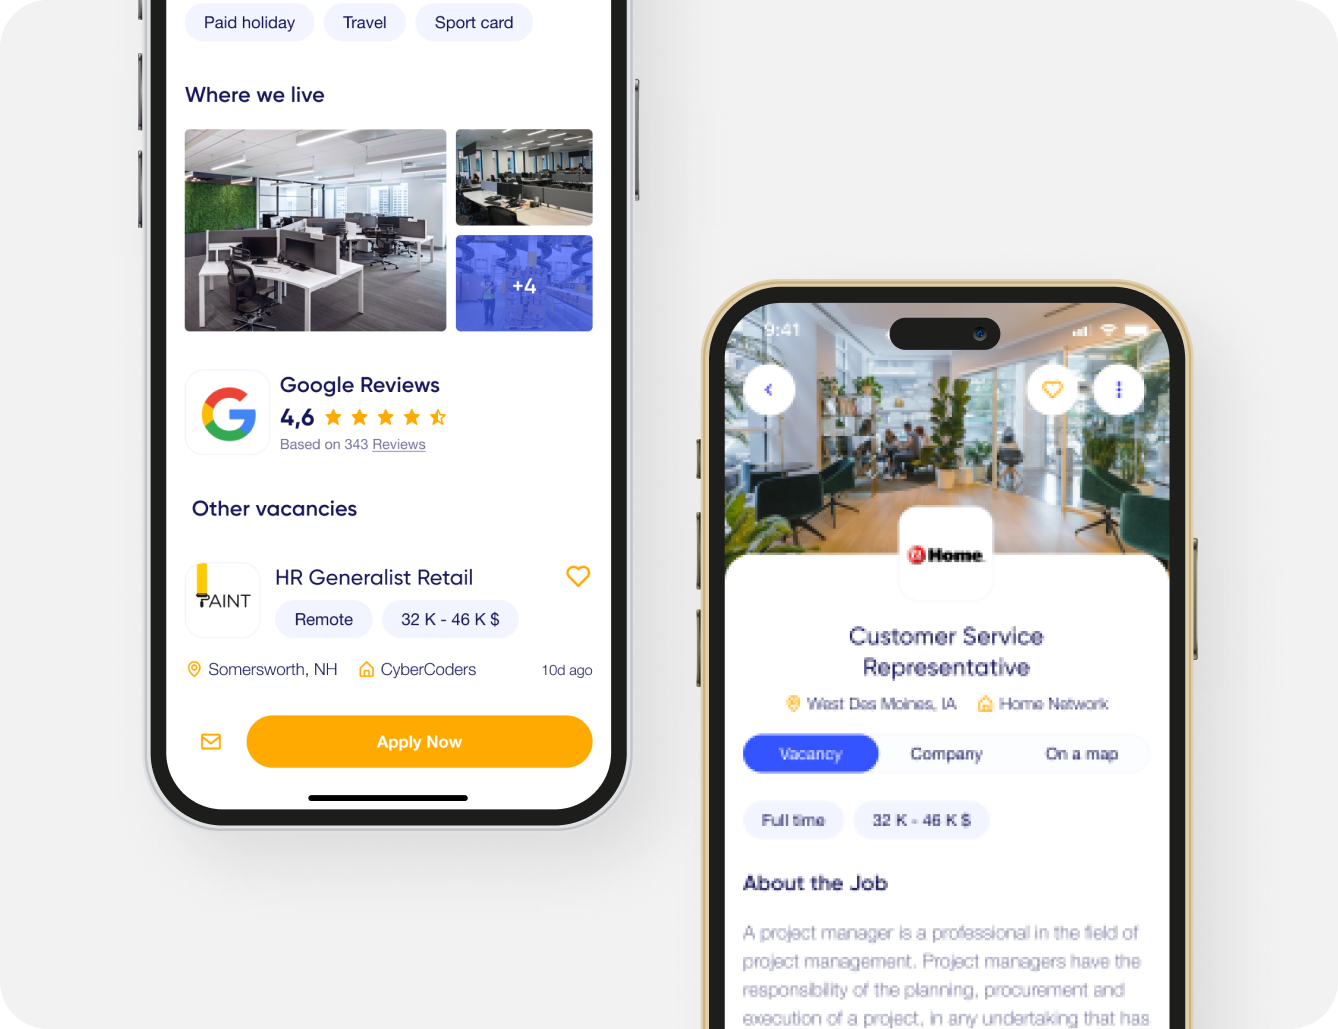 Paid holiday
Travel
Sport card
Where we live
+4
Google Reviews
4,6
Based on 343 Reviews
Other vacancies
PAINT
HR Generalist Retail
Remote
32 K - 46 K $
Somersworth, NH
CyberCoders
10d ago
Apply Now
9:41
Home
Customer Service
Representative
West Des Moines, IA
Home Network
Vacancy
Company
On a map
Full time
32 K - 46 K $
About the Job
A project manager is a professional in the field of
project management. Project managers have the
responsibility of the planning, procurement and
execution of a project, in any undertaking that has